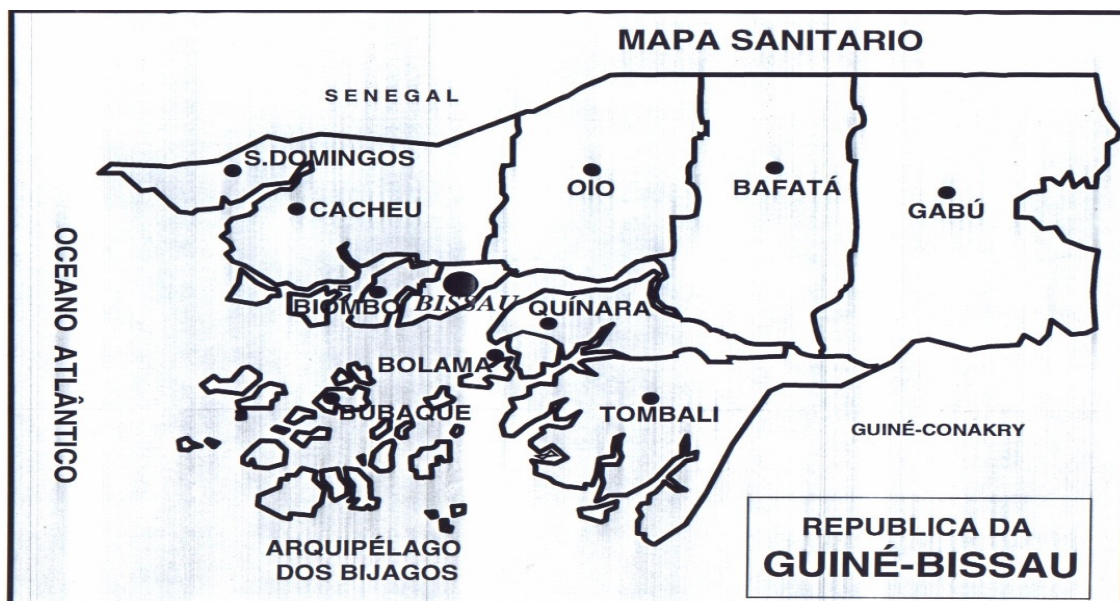 MAPA SANITARIO
SENEGAL
S.DOMINGOS
OIO
BAFATÁ
GABÚ
CACHEU
OCEANO ATLÂNTICO
BIOMBO
BISSAU
QUÍNARA
BOLAMA
BUBAQUE
TOMBALI
GUINÉ-CONAKRY
ARQUIPÉLAGO
DOS BIJAGOS
REPUBLICA DA
GUINÉ-BISSAU